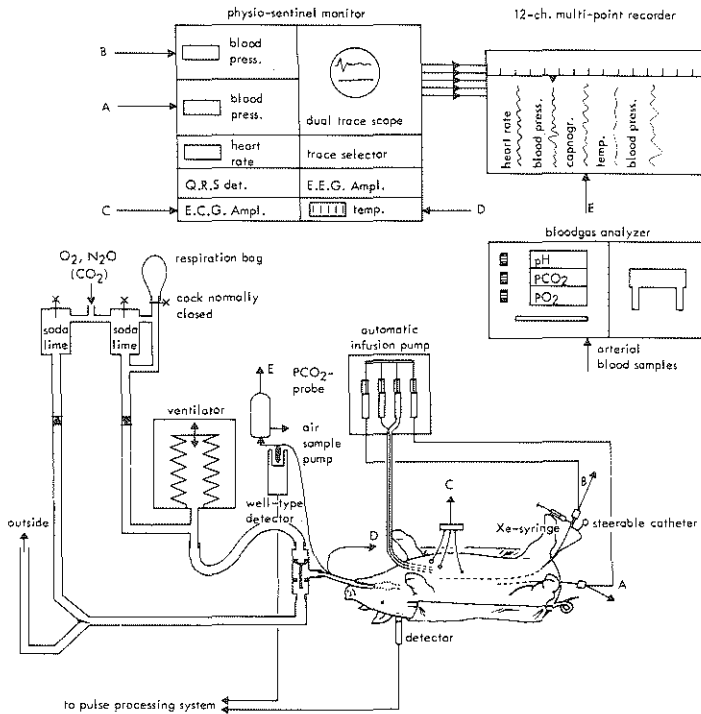 physio-sentinel monitor
12-ch. multi-point recorder
B
blood
press.
A
blood
press.
dual trace scope
heart
rate
trace selector
Q.R.S det.
E.E.G. Ampl.
C
E.C.G. Ampl.
temp.
D
heart rate
blood press.
capnogr.
temp.
blood press.
E
bloodgas analyzer
pH
PCO2
PO2
arterial
blood samples
O2, N2O
(CO2)
respiration bag
cock normally
closed
soda
lime
soda
lime
automatic
infusion pump
E
PCO2-
probe
air
sample
pump
ventilator
well-type
detector
outside
C
B
Xe-syringe
steerable catheter
D
A
detector
to pulse processing system